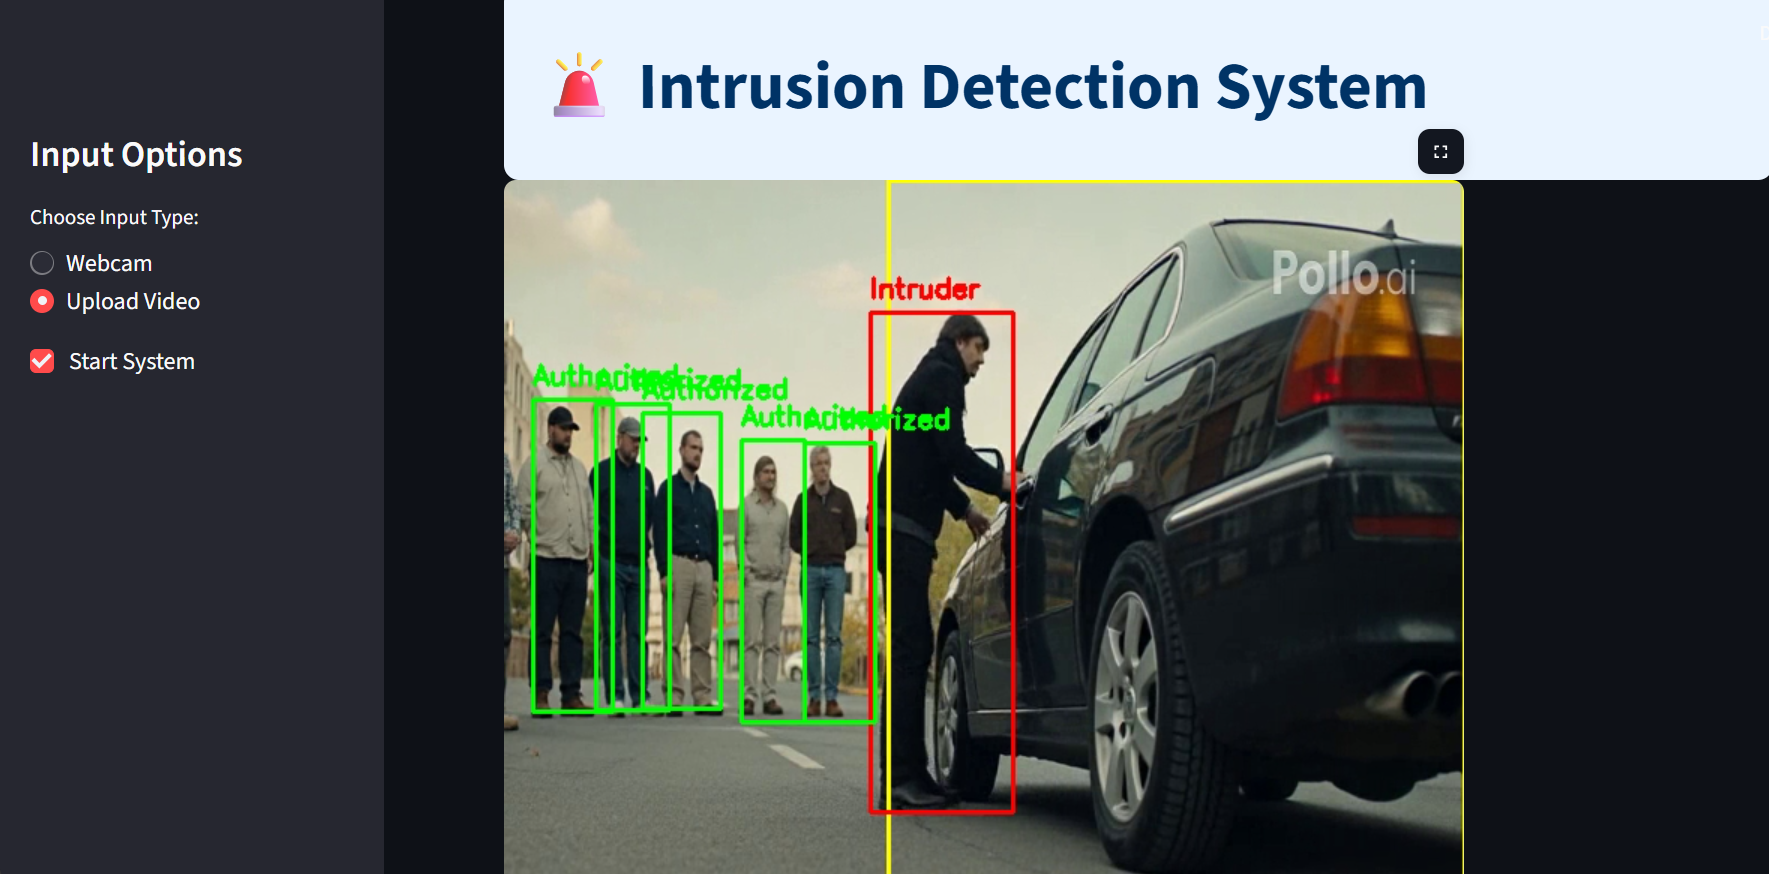 Intrusion Detection System
Input Options
Choose Input Type:
Webcam
Upload Video
Start System
Pollo.ai
Intruder
Authorized
Authorized
Authorized
Authorized
Authorized